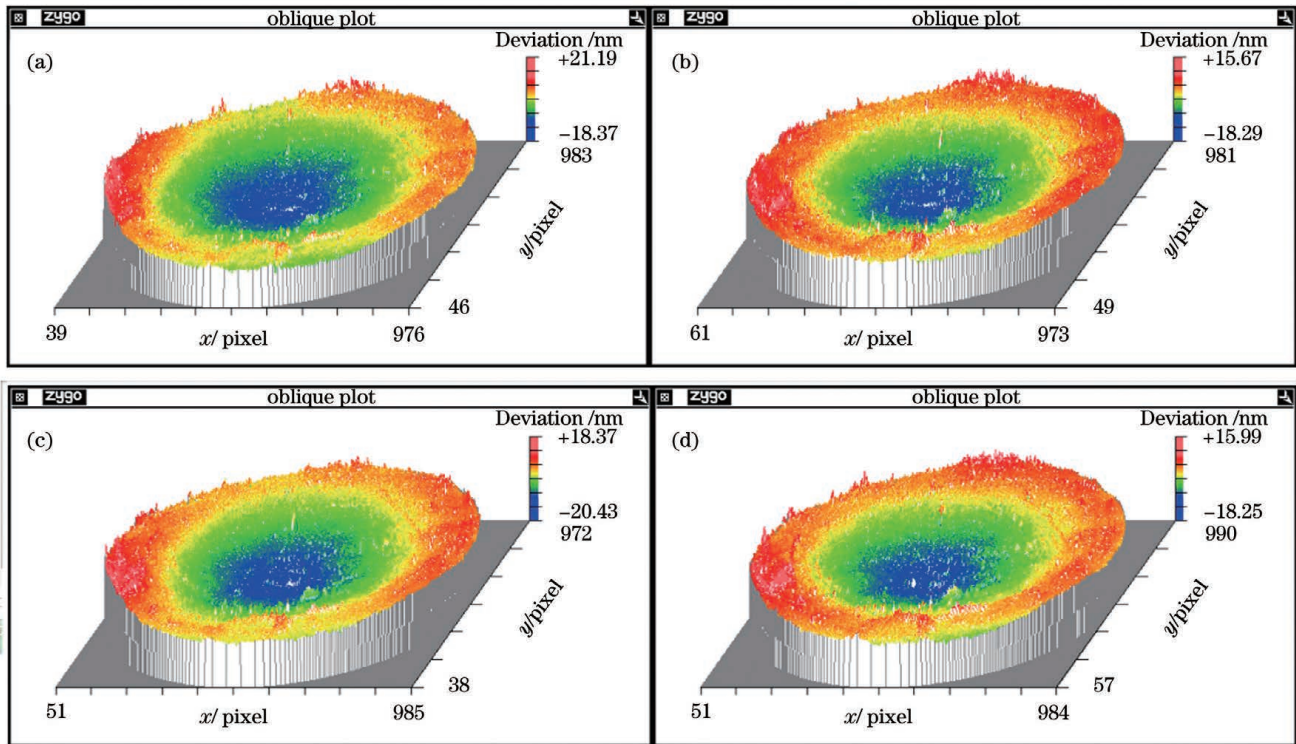 zygo oblique plot
Deviation /nm
(a)
+21.19
−18.37
983
y/pixel
46
39
x/ pixel
976
zygo oblique plot
Deviation /nm
(b)
+15.67
−18.29
981
y/pixel
49
61
x/ pixel
973
zygo oblique plot
Deviation /nm
(c)
+18.37
−20.43
972
y/pixel
38
51
x/ pixel
985
zygo oblique plot
Deviation /nm
(d)
+15.99
−18.25
990
y/pixel
57
51
x/ pixel
984